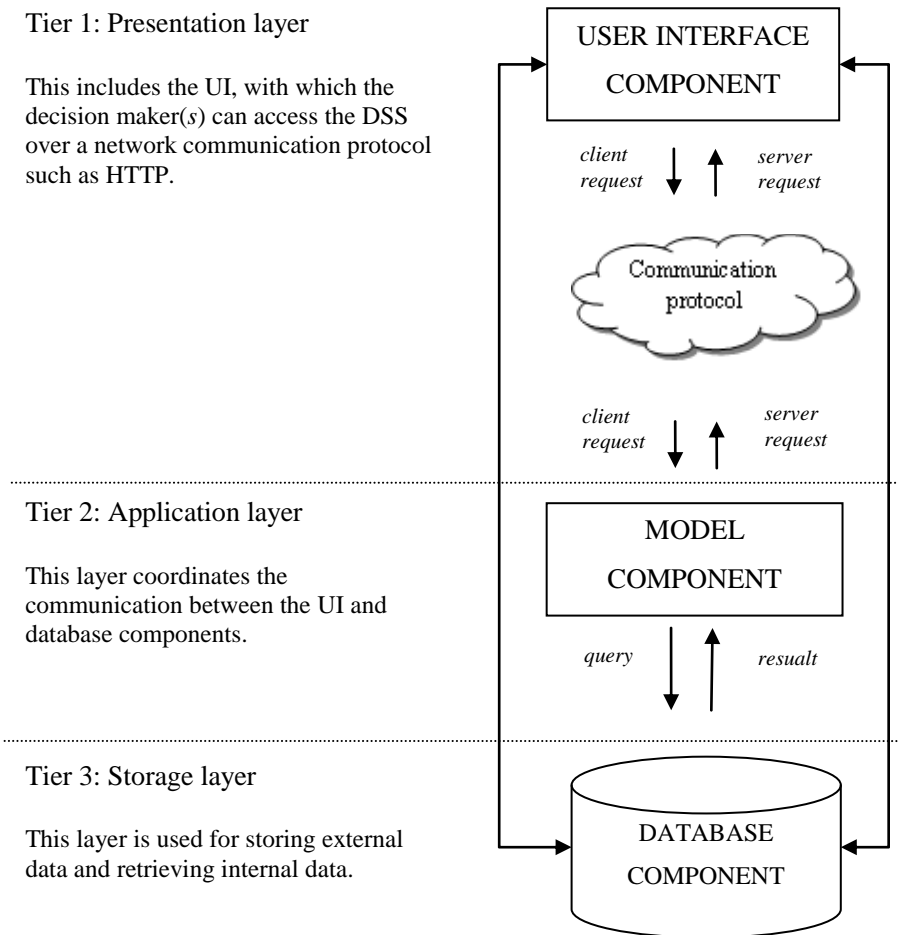 Tier 1: Presentation layer
This includes the UI, with which the
decision maker(s) can access the DSS
over a network communication protocol
such as HTTP.
USER INTERFACE
COMPONENT
client
request
server
request
Communication
protocol
client
request
server
request
Tier 2: Application layer
This layer coordinates the
communication between the UI and
database components.
MODEL
COMPONENT
query
resualt
Tier 3: Storage layer
This layer is used for storing external
data and retrieving internal data.
DATABASE
COMPONENT